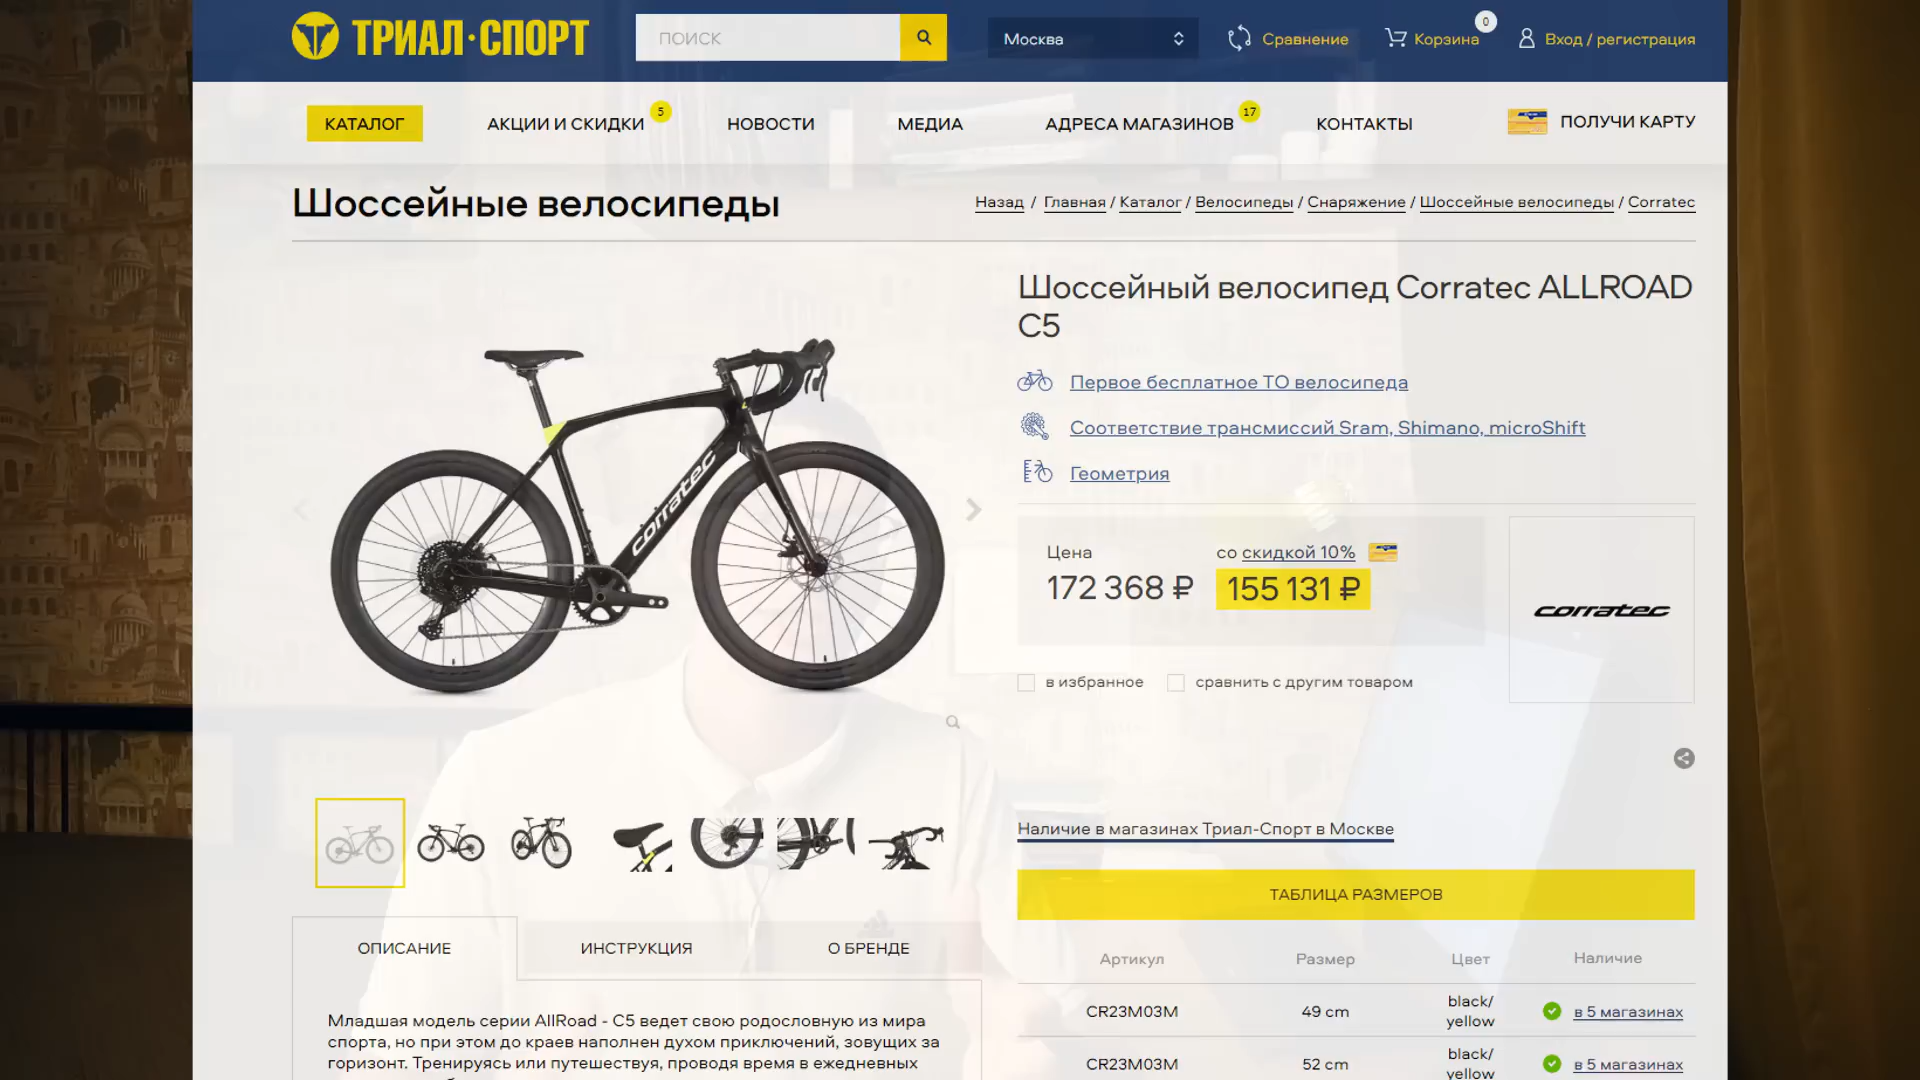 ТРИАЛ·СПОРТ
ПОИСК
Москва
Сравнение
Корзина
0
Вход / регистрация
КАТАЛОГ
АКЦИИ И СКИДКИ
5
НОВОСТИ
МЕДИА
АДРЕСА МАГАЗИНОВ
17
КОНТАКТЫ
ПОЛУЧИ КАРТУ
Шоссейные велосипеды
Назад / Главная / Каталог / Велосипеды / Снаряжение / Шоссейные велосипеды / Corratec
Шоссейный велосипед Corratec ALLROAD
C5
Первое бесплатное ТО велосипеда
Соответствие трансмиссий Sram, Shimano, microShift
Геометрия
corratec
Цена
со скидкой 10%
172 368 ₽
155 131 ₽
corratec
в избранное
сравнить с другим товаром
Наличие в магазинах Триал-Спорт в Москве
ТАБЛИЦА РАЗМЕРОВ
ОПИСАНИЕ
ИНСТРУКЦИЯ
О БРЕНДЕ
Артикул
Размер
Цвет
Наличие
CR23M03M
49 cm
black/
yellow
в 5 магазинах
CR23M03M
52 cm
black/
yellow
в 5 магазинах
Младшая модель серии AllRoad - C5 ведет свою родословную из мира
спорта, но при этом до краев наполнен духом приключений, зовущих за
горизонт. Тренируясь или путешествуя, проводя время в ежедневных